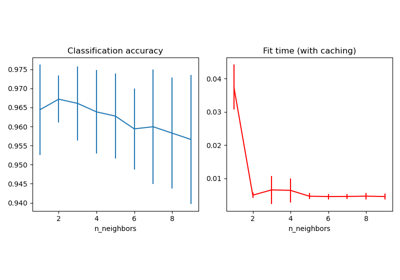 Classification accuracy
0.975
0.970
0.965
0.960
0.955
0.950
0.945
0.940
2 4 6 8
n_neighbors
Fit time (with caching)
0.04
0.03
0.02
0.01
2 4 6 8
n_neighbors